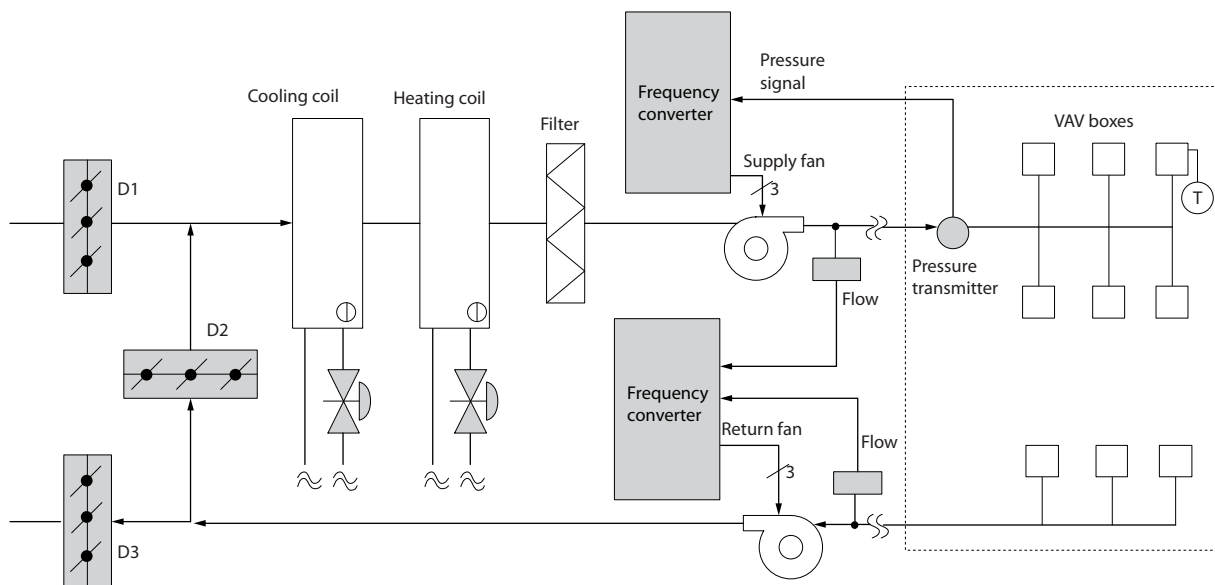 Pressure
signal
Cooling coil
Heating coil
Frequency
converter
Filter
VAV boxes
Supply fan
D1
3
T
Pressure
transmitter
Flow
D2
Frequency
converter
Return fan
Flow
3
D3